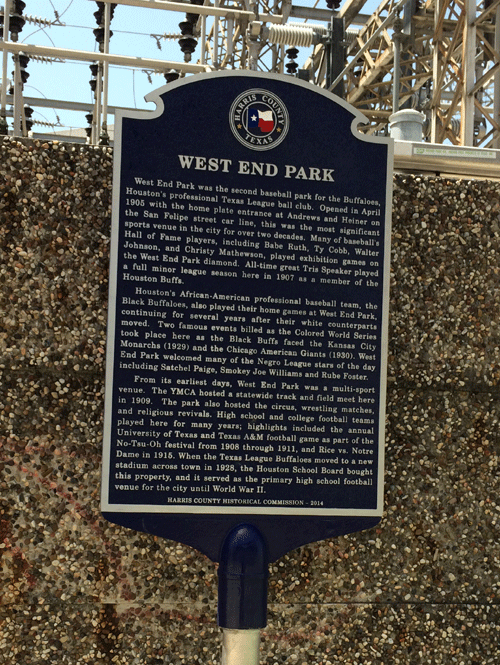 HARRIS COUNTY
TEXAS
WEST END PARK
West End Park was the second baseball park for the Buffaloes,
Houston's professional Texas League ball club. Opened in April
1905 with the home plate entrance at Andrews and Heiner on
the San Felipe street car line, this was the most significant
sports venue in the city for over two decades. Many of baseball's
Hall of Fame players, including Babe Ruth, Ty Cobb, Walter
Johnson, and Christy Mathewson, played exhibition games on
the West End Park diamond. All-time great Tris Speaker played
a full minor league season here in 1907 as a member of the
Houston Buffs.
Houston's African-American professional baseball team, the
Black Buffaloes, also played their home games at West End Park,
continuing for several years after their white counterparts
moved. Two famous events billed as the Colored World Series
took place here as the Black Buffs faced the Kansas City
Monarchs (1929) and the Chicago American Giants (1930). West
End Park welcomed many of the Negro League stars of the day
including Satchel Paige, Smokey Joe Williams and Rube Foster.
From its earliest days, West End Park was a multi-sport
venue. The YMCA hosted a statewide track and field meet here
in 1909. The park also hosted the circus, wrestling matches,
and religious revivals. High school and college football teams
played here for many years; highlights included the annual
University of Texas and Texas A&M football game as part of the
No-Tsu-Oh festival from 1908 through 1911, and Rice vs. Notre
Dame in 1915. When the Texas League Buffaloes moved to a new
stadium across town in 1928, the Houston School Board bought
this property, and it served as the primary high school football
venue for the city until World War II.
HARRIS COUNTY HISTORICAL COMMISSION - 2014